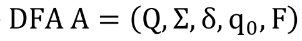 DFA A = (Q, Σ, δ, q₀, F)